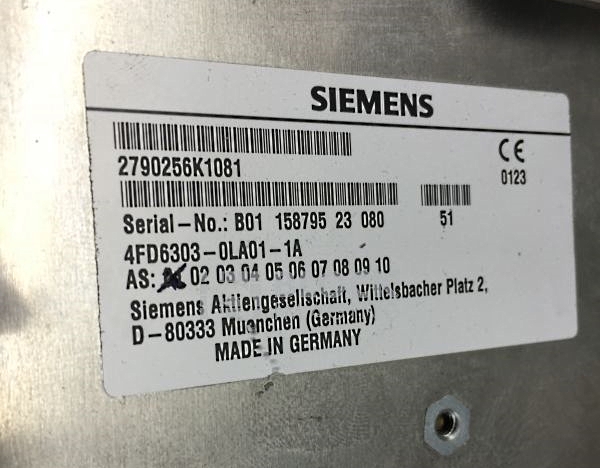 SIEMENS
CE
2790256K1081
0123
Serial-No.: B01 158795 23 080
51
4FD6303-0LA01-1A
AS: 02 03 04 05 06 07 08 09 10
Siemens Aktiengesellschaft, Wittelsbacher Platz 2,
D-80333 Muenchen (Germany)
MADE IN GERMANY